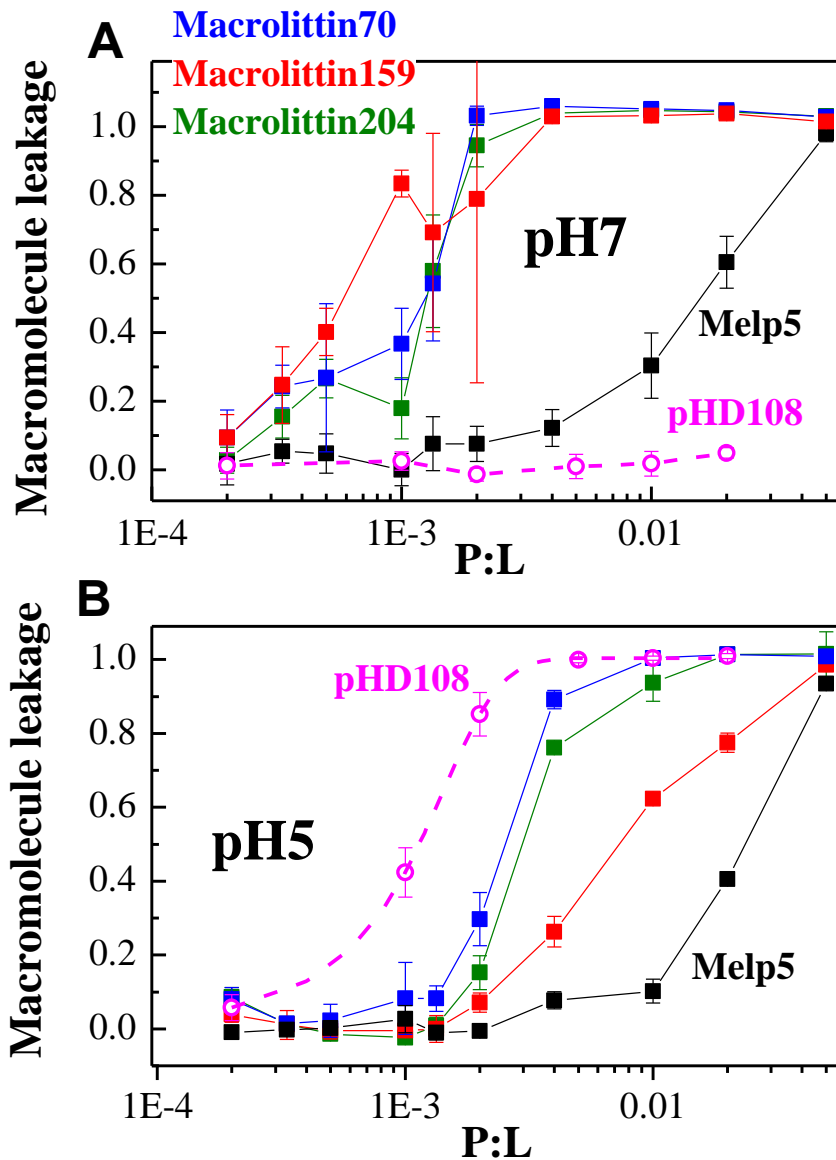 A
Macrolittin70
Macrolittin159
Macrolittin204
Macromolecule leakage
1.0
0.8
0.6
0.4
0.2
0.0
pH7
Melp5
pHD108
1E-4
1E-3
0.01
P:L
B
Macromolecule leakage
1.0
0.8
0.6
0.4
0.2
0.0
pHD108
pH5
Melp5
1E-4
1E-3
0.01
P:L